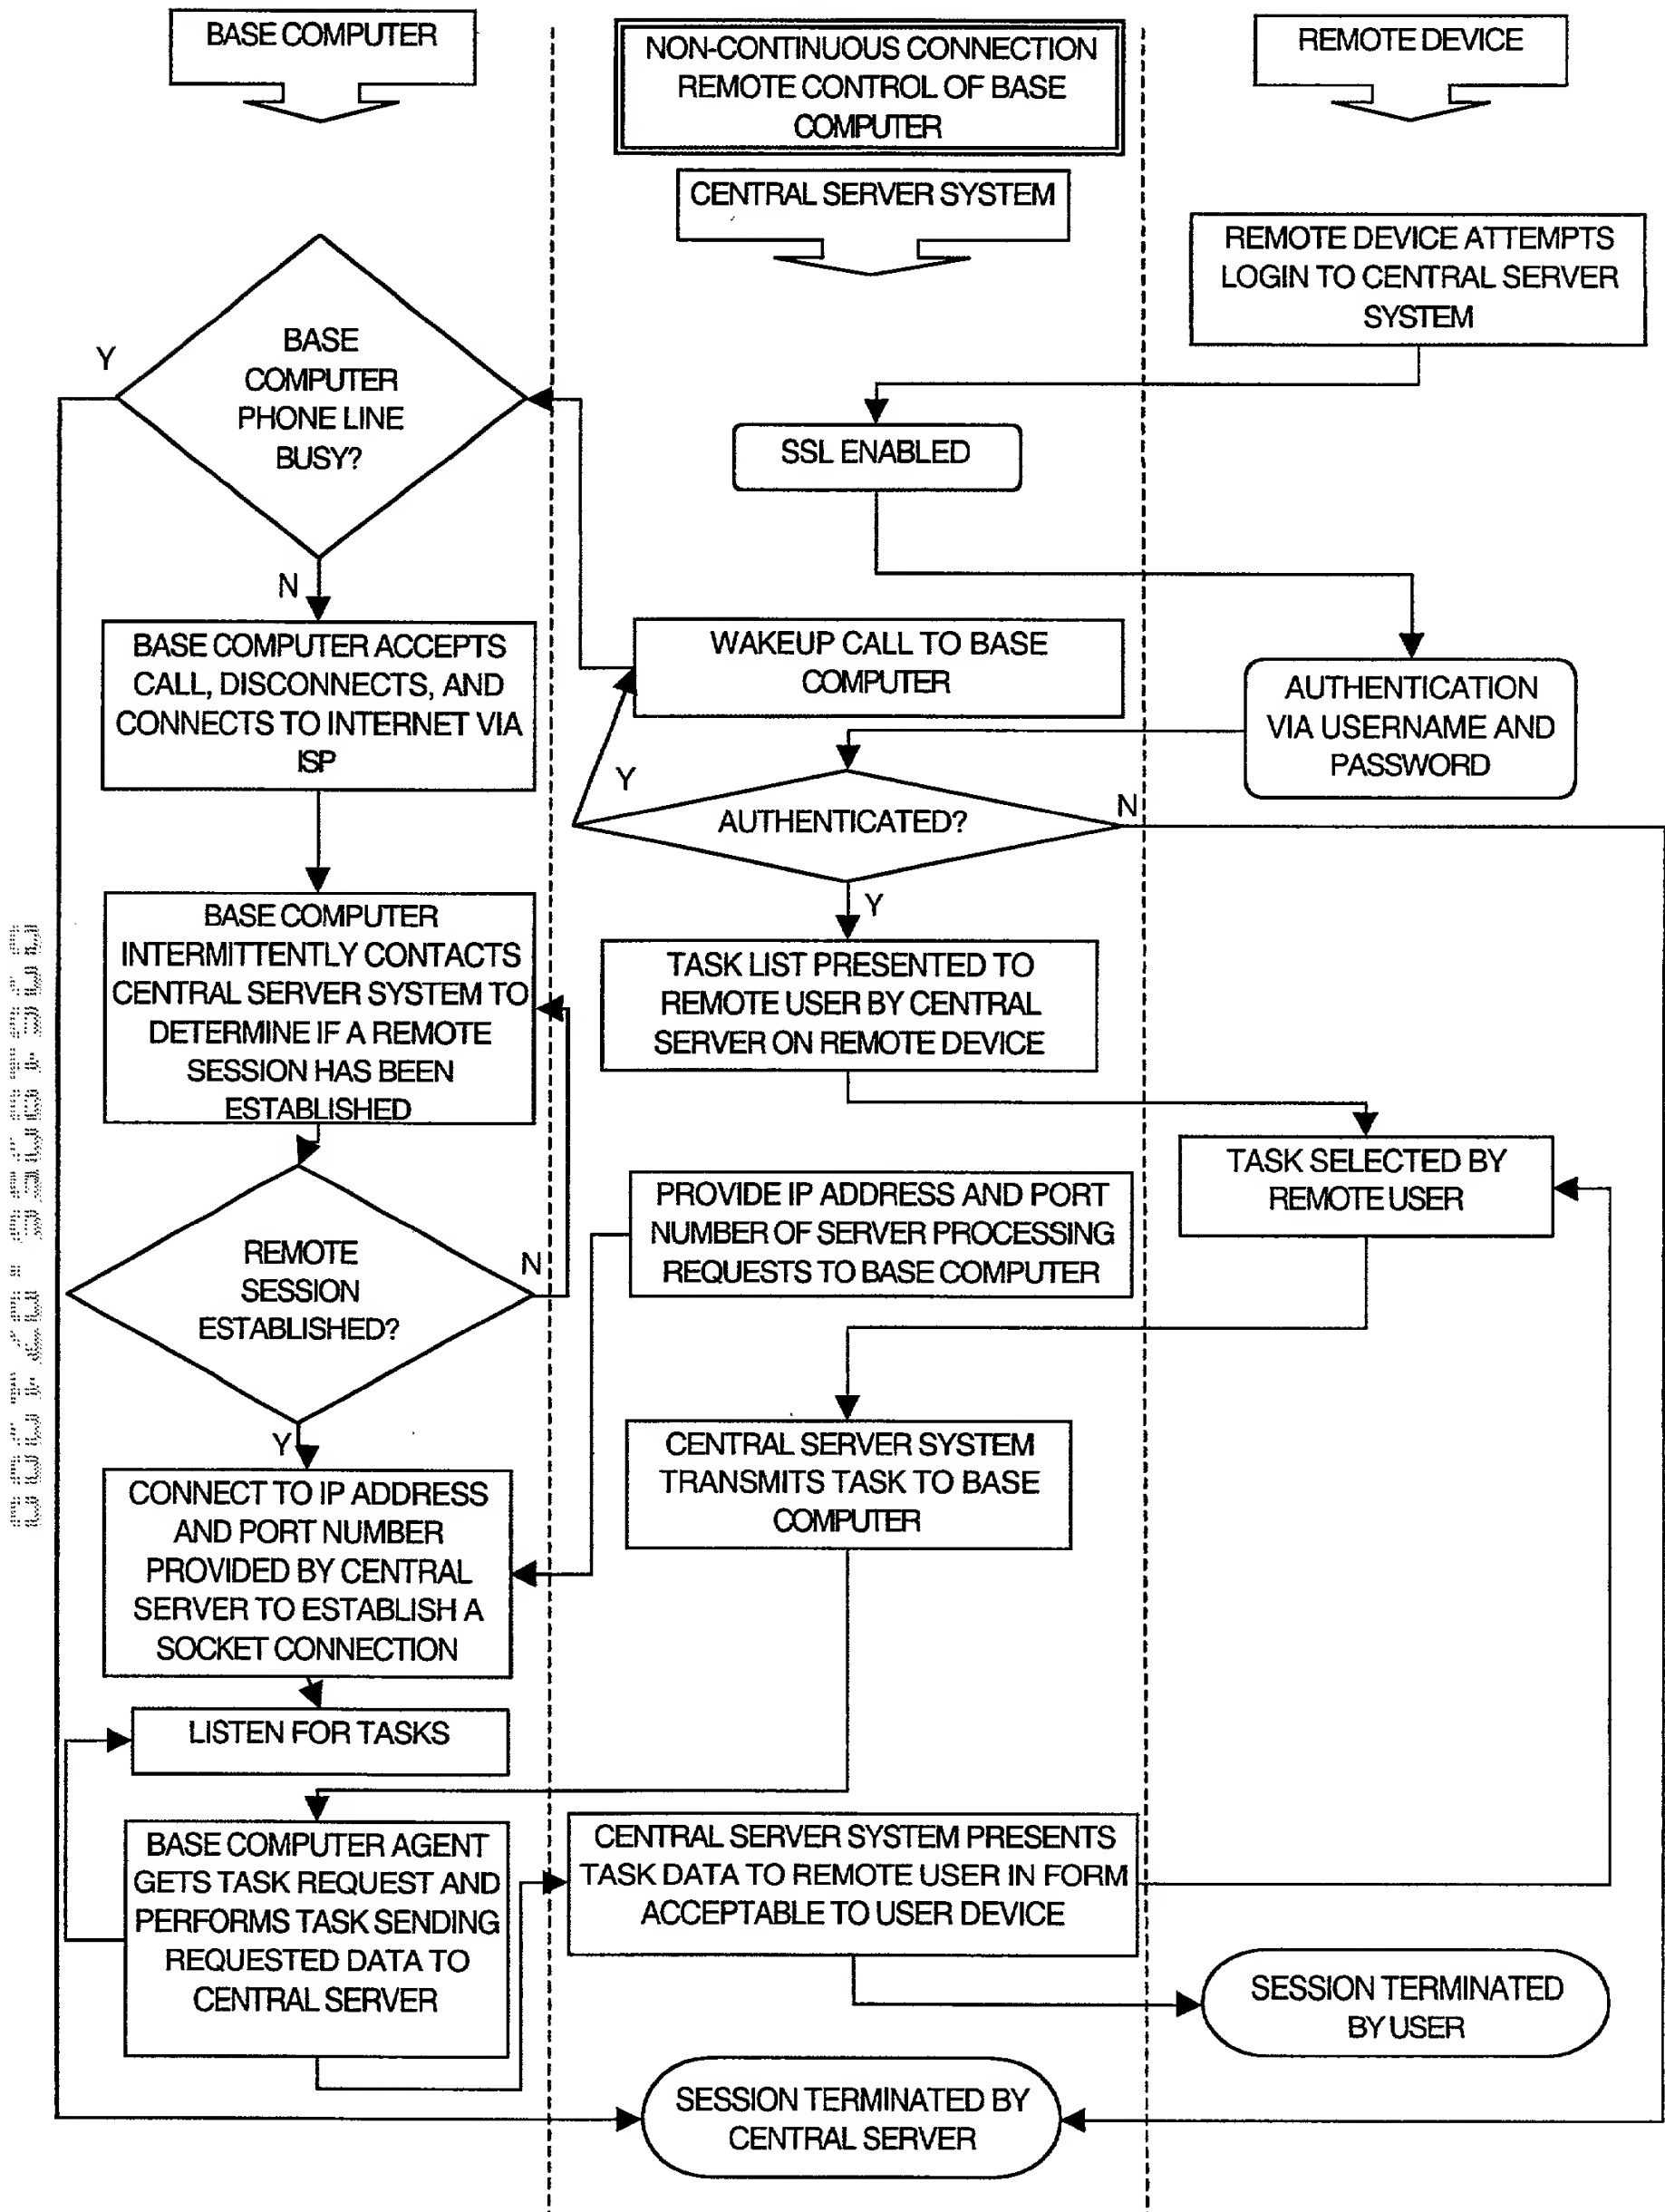 BASE COMPUTER
NON-CONTINUOUS CONNECTION
REMOTE CONTROL OF BASE
COMPUTER
REMOTE DEVICE
CENTRAL SERVER SYSTEM
REMOTE DEVICE ATTEMPTS
LOGIN TO CENTRAL SERVER
SYSTEM
Y
BASE
COMPUTER
PHONE LINE
BUSY?
SSL ENABLED
N
BASE COMPUTER ACCEPTS
CALL, DISCONNECTS, AND
CONNECTS TO INTERNET VIA
ISP
WAKEUP CALL TO BASE
COMPUTER
AUTHENTICATION
VIA USERNAME AND
PASSWORD
Y
AUTHENTICATED?
N
Y
BASE COMPUTER
INTERMITTENTLY CONTACTS
CENTRAL SERVER SYSTEM TO
DETERMINE IF A REMOTE
SESSION HAS BEEN
ESTABLISHED
TASK LIST PRESENTED TO
REMOTE USER BY CENTRAL
SERVER ON REMOTE DEVICE
TASK SELECTED BY
REMOTE USER
PROVIDE IP ADDRESS AND PORT
NUMBER OF SERVER PROCESSING
REQUESTS TO BASE COMPUTER
REMOTE
SESSION
ESTABLISHED?
N
Y
CENTRAL SERVER SYSTEM
TRANSMITS TASK TO BASE
COMPUTER
CONNECT TO IP ADDRESS
AND PORT NUMBER
PROVIDED BY CENTRAL
SERVER TO ESTABLISH A
SOCKET CONNECTION
LISTEN FOR TASKS
BASE COMPUTER AGENT
GETS TASK REQUEST AND
PERFORMS TASK SENDING
REQUESTED DATA TO
CENTRAL SERVER
CENTRAL SERVER SYSTEM PRESENTS
TASK DATA TO REMOTE USER IN FORM
ACCEPTABLE TO USER DEVICE
SESSION TERMINATED
BY USER
SESSION TERMINATED BY
CENTRAL SERVER